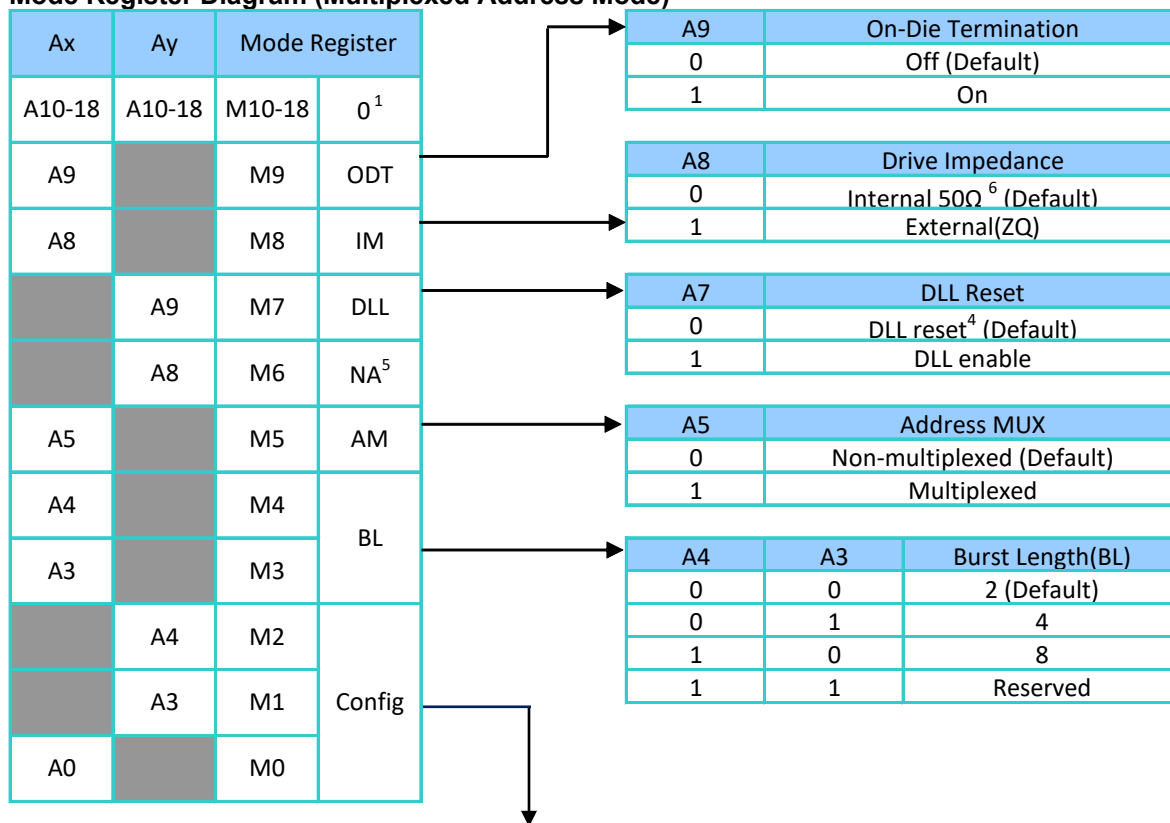 Mode Register Diagram (Multiplexed Address Mode)
Ax Ay Mode Register
A10-18 A10-18 M10-18 0¹
A9 M9 ODT
A8 M8 IM
A9 M7 DLL
A8 M6 NA⁵
A5 M5 AM
A4 M4 BL
A3 M3
A4 M2 Config
A3 M1
A0 M0
A9 On-Die Termination
0 Off (Default)
1 On
A8 Drive Impedance
0 Internal 50Ω ⁶ (Default)
1 External(ZQ)
A7 DLL Reset
0 DLL reset⁴ (Default)
1 DLL enable
A5 Address MUX
0 Non-multiplexed (Default)
1 Multiplexed
A4 A3 Burst Length(BL)
0 0 2 (Default)
0 1 4
1 0 8
1 1 Reserved